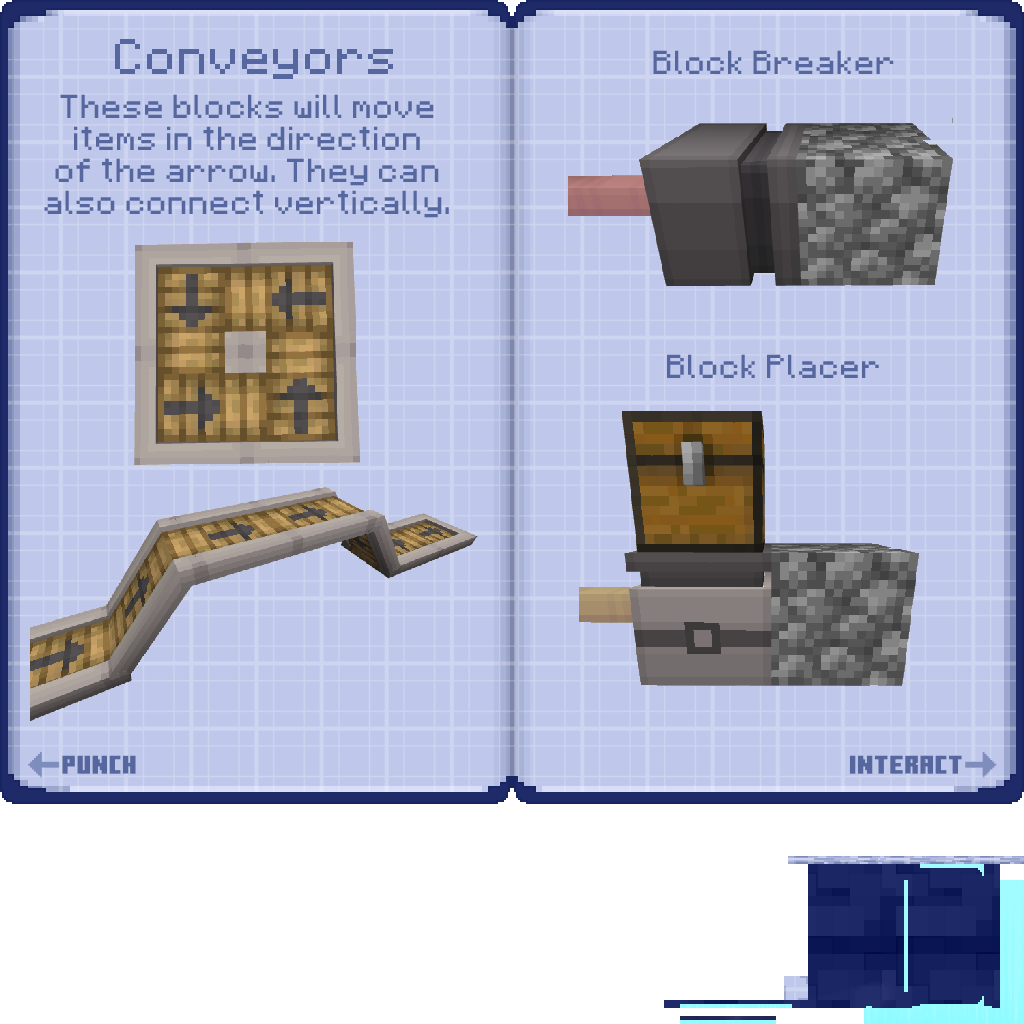 Conveyors
These blocks will move
items in the direction
of the arrow. They can
also connect vertically.
PUNCH
Block Breaker
Block Placer
INTERACT